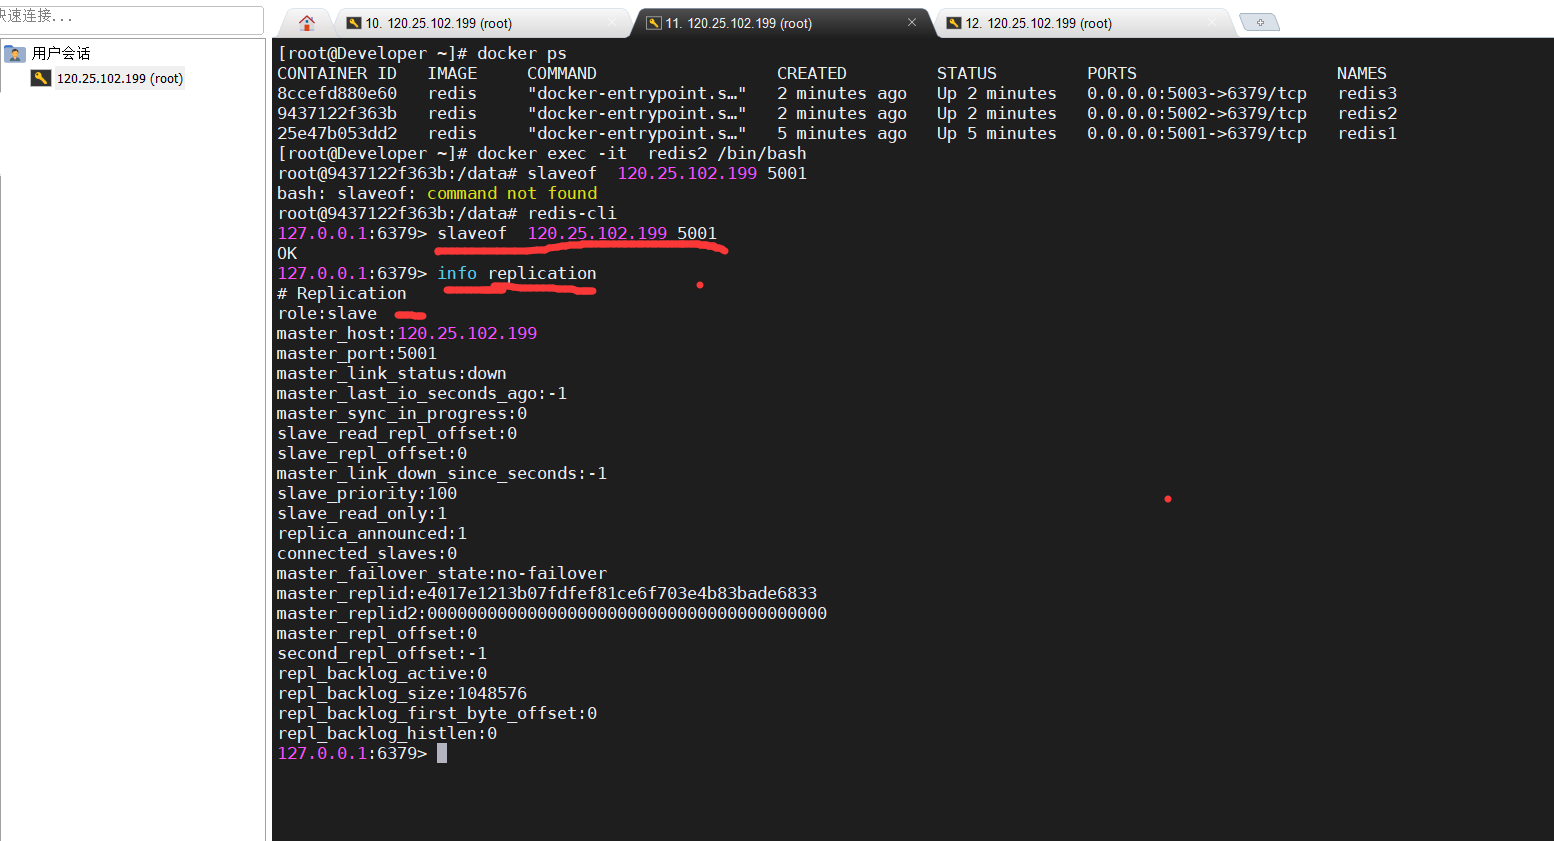 快速连接...
用户会话
120.25.102.199 (root)
10. 120.25.102.199 (root)
11. 120.25.102.199 (root)
12. 120.25.102.199 (root)
[root@Developer ~]# docker ps
CONTAINER ID   IMAGE     COMMAND                  CREATED         STATUS         PORTS                    NAMES
8ccefd880e60   redis     "docker-entrypoint.s…"   2 minutes ago   Up 2 minutes   0.0.0.0:5003->6379/tcp   redis3
9437122f363b   redis     "docker-entrypoint.s…"   2 minutes ago   Up 2 minutes   0.0.0.0:5002->6379/tcp   redis2
25e47b053dd2   redis     "docker-entrypoint.s…"   5 minutes ago   Up 5 minutes   0.0.0.0:5001->6379/tcp   redis1
[root@Developer ~]# docker exec -it  redis2 /bin/bash
root@9437122f363b:/data# slaveof  120.25.102.199 5001
bash: slaveof: command not found
root@9437122f363b:/data# redis-cli
127.0.0.1:6379> slaveof  120.25.102.199 5001
OK
127.0.0.1:6379> info replication
# Replication
role:slave
master_host:120.25.102.199
master_port:5001
master_link_status:down
master_last_io_seconds_ago:-1
master_sync_in_progress:0
slave_read_repl_offset:0
slave_repl_offset:0
master_link_down_since_seconds:-1
slave_priority:100
slave_read_only:1
replica_announced:1
connected_slaves:0
master_failover_state:no-failover
master_replid:e4017e1213b07fdfef81ce6f703e4b83bade6833
master_replid2:0000000000000000000000000000000000000000
master_repl_offset:0
second_repl_offset:-1
repl_backlog_active:0
repl_backlog_size:1048576
repl_backlog_first_byte_offset:0
repl_backlog_histlen:0
127.0.0.1:6379>